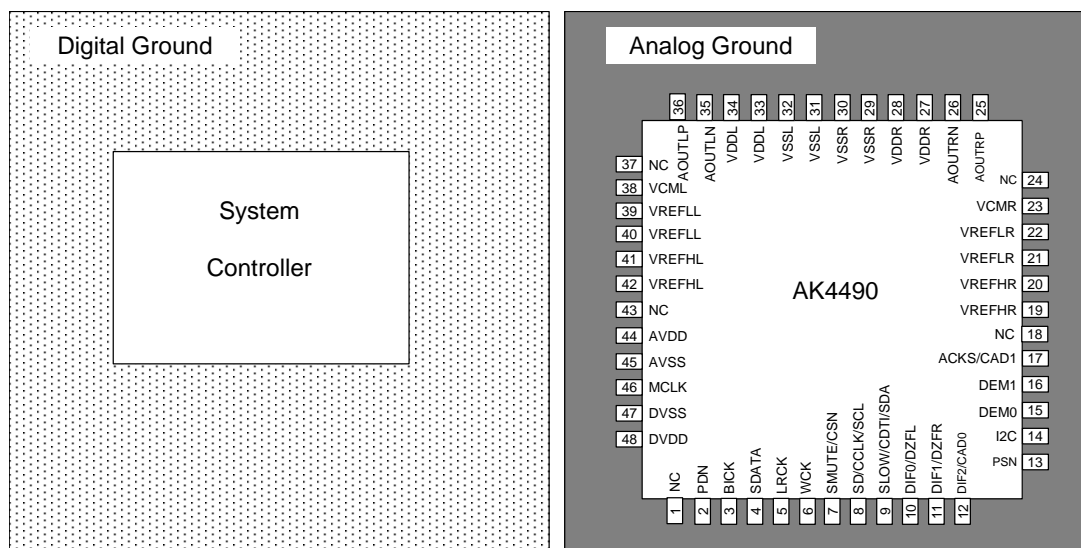 Digital Ground
Analog Ground
System
Controller
AK4490
36 AOUTLP
35 AOUTLN
34 VDDL
33 VDDL
32 VSSL
31 VSSL
30 VSSR
29 VSSR
28 VDDR
27 VDDR
26 AOUTRN
25 AOUTRP
37 NC
38 VCML
39 VREFLL
40 VREFLL
41 VREFHL
42 VREFHL
43 NC
44 AVDD
45 AVSS
46 MCLK
47 DVSS
48 DVDD
NC 24
VCMR 23
VREFLR 22
VREFLR 21
VREFHR 20
VREFHR 19
NC 18
ACKS/CAD1 17
DEM1 16
DEM0 15
I2C 14
PSN 13
1 NC
2 PDN
3 BICK
4 SDATA
5 LRCK
6 WCK
7 SMUTE/CSN
8 SD/CCLK/SCL
9 SLOW/CDTI/SDA
10 DIF0/DZFL
11 DIF1/DZFR
12 DIF2/CAD0